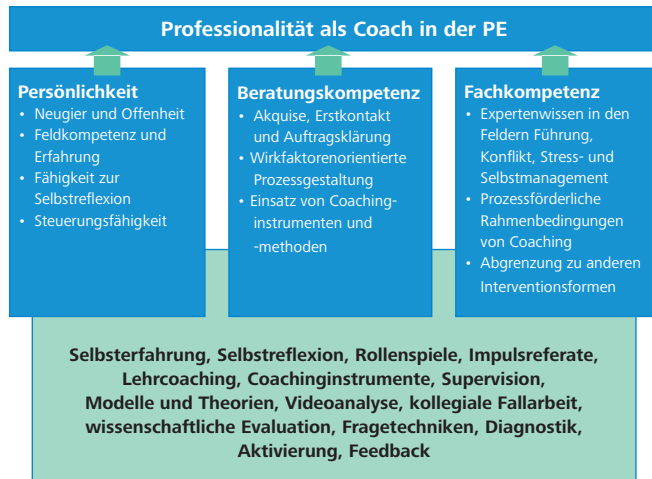 Professionalität als Coach in der PE
Persönlichkeit
• Neugier und Offenheit
• Feldkompetenz und
Erfahrung
• Fähigkeit zur
Selbstreflexion
• Steuerungsfähigkeit
Beratungskompetenz
• Akquise, Erstkontakt
und Auftragsklärung
• Wirkfaktorenorientierte
Prozessgestaltung
• Einsatz von Coaching-
instrumenten und
-methoden
Fachkompetenz
• Expertenwissen in den
Feldern Führung,
Konflikt, Stress- und
Selbstmanagement
• Prozessförderliche
Rahmenbedingungen
von Coaching
• Abgrenzung zu anderen
Interventionsformen
Selbsterfahrung, Selbstreflexion, Rollenspiele, Impulsreferate,
Lehrcoaching, Coachinginstrumente, Supervision,
Modelle und Theorien, Videoanalyse, kollegiale Fallarbeit,
wissenschaftliche Evaluation, Fragetechniken, Diagnostik,
Aktivierung, Feedback